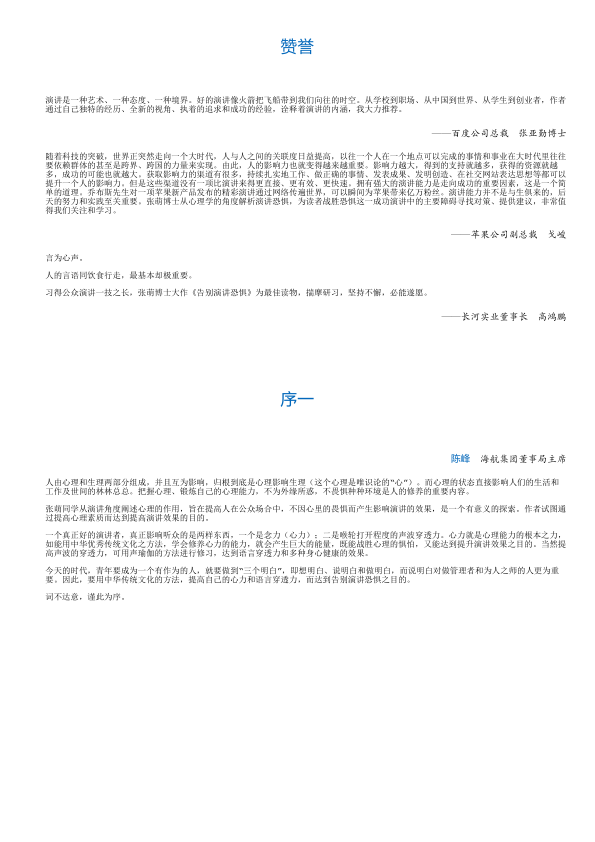 赞誉
演讲是一种艺术、一种态度、一种境界。好的演讲像火箭把飞船带到我们向往的时空。从学校到职场、从中国到世界、从学生到创业者，作者
通过自己独特的经历、全新的视角、执着的追求和成功的经验，诠释着演讲的内涵，我大力推荐。
——百度公司总裁　张亚勤博士
随着科技的突破，世界正突然走向一个大时代，人与人之间的关联度日益提高，以往一个人在一个地点可以完成的事情和事业在大时代里往往
要依赖群体的甚至是跨界、跨国的力量来实现。由此，人的影响力也就变得越来越重要。影响力越大，得到的支持就越多，获得的资源就越
多，成功的可能也就越大。获取影响力的渠道有很多，持续扎实地工作、做正确的事情、发表成果、发明创造、在社交网站表达思想等都可以
提升一个人的影响力。但是这些渠道没有一项比演讲来得更直接、更有效、更快速。拥有强大的演讲能力是走向成功的重要因素，这是一个简
单的道理。乔布斯先生对一项苹果新产品发布的精彩演讲通过网络传遍世界，可以瞬间为苹果带来亿万粉丝。演讲能力并不是与生俱来的，后
天的努力和实践至关重要。张萌博士从心理学的角度解析演讲恐惧，为读者战胜恐惧这一成功演讲中的主要障碍寻找对策、提供建议，非常值
得我们关注和学习。
——苹果公司副总裁　戈峻
言为心声。
人的言语同饮食行走，最基本却极重要。
习得公众演讲一技之长，张萌博士大作《告别演讲恐惧》为最佳读物，揣摩研习，坚持不懈，必能遂愿。
——长河实业董事长　高鸿鹏
序一
陈峰　海航集团董事局主席
人由心理和生理两部分组成，并且互为影响，归根到底是心理影响生理（这个心理是唯识论的“心”）。而心理的状态直接影响人们的生活和
工作及世间的林林总总。把握心理、锻炼自己的心理能力，不为外缘所惑，不畏惧种种环境是人的修养的重要内容。
张萌同学从演讲角度阐述心理的作用，旨在提高人在公众场合中，不因心里的畏惧而产生影响演讲的效果，是一个有意义的探索。作者试图通
过提高心理素质而达到提高演讲效果的目的。
一个真正好的演讲者，真正影响听众的是两样东西，一个是念力（心力）；二是喉轮打开程度的声波穿透力。心力就是心理能力的根本之力，
如能用中华优秀传统文化之方法，学会修养心力的能力，就会产生巨大的能量，既能战胜心理的惧怕，又能达到提升演讲效果之目的。当然提
高声波的穿透力，可用声瑜伽的方法进行修习，达到语言穿透力和多种身心健康的效果。
今天的时代，青年要成为一个有作为的人，就要做到“三个明白”，即想明白、说明白和做明白，而说明白对做管理者和为人之师的人更为重
要。因此，要用中华传统文化的方法，提高自己的心力和语言穿透力，而达到告别演讲恐惧之目的。
词不达意，谨此为序。